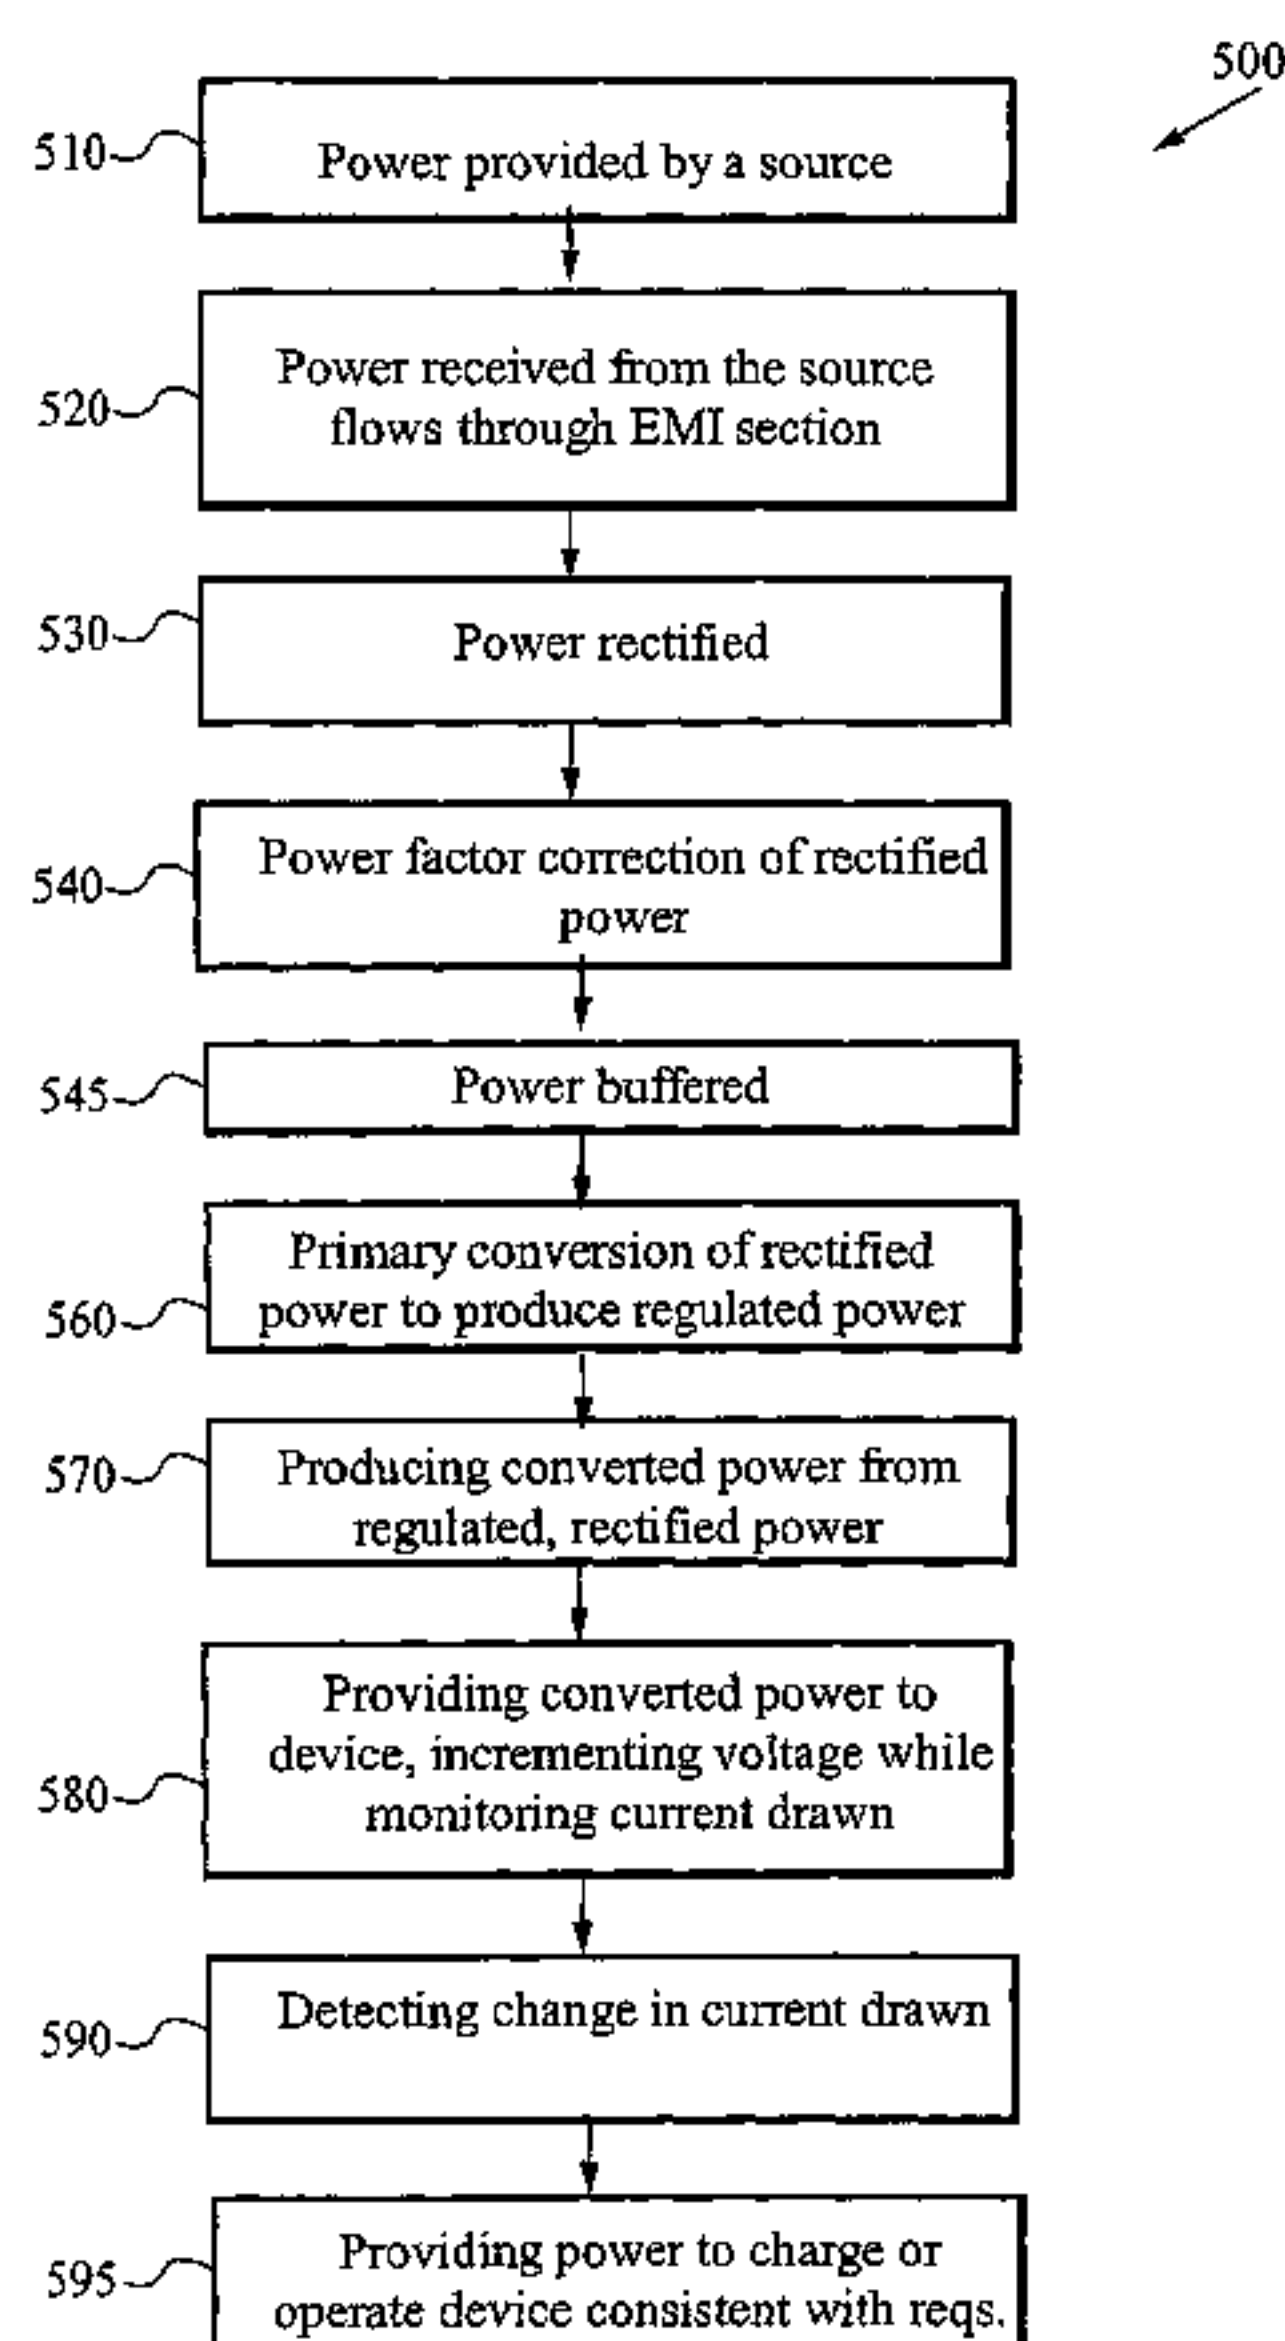 500
510
Power provided by a source
520
Power received from the source
flows through EMI section
530
Power rectified
540
Power factor correction of rectified
power
545
Power buffered
560
Primary conversion of rectified
power to produce regulated power
570
Producing converted power from
regulated, rectified power
580
Providing converted power to
device, incrementing voltage while
monitoring current drawn
590
Detecting change in current drawn
595
Providing power to charge or
operate device consistent with reqs.